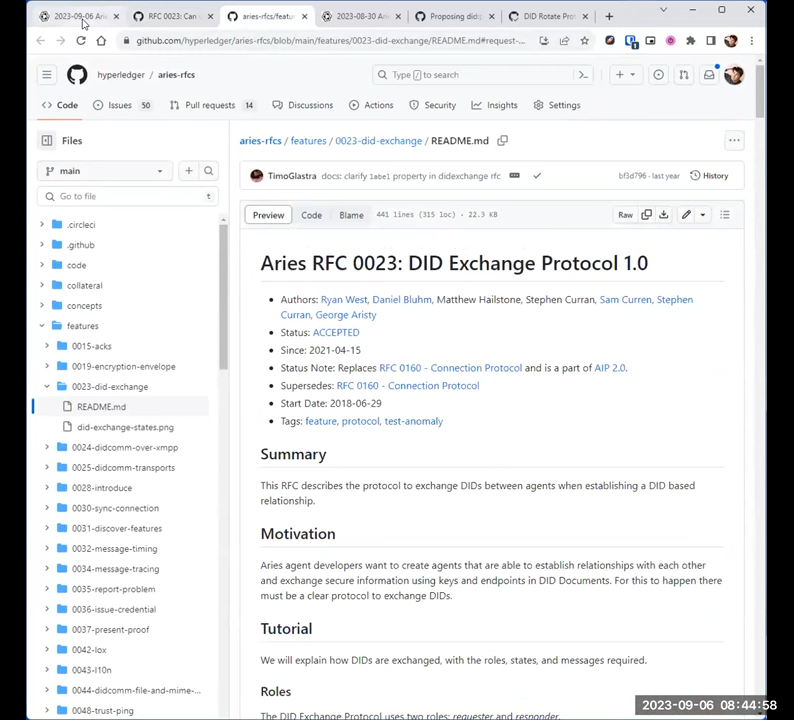 2023-09-06 Arie
RFC 0023: Can
aries-rfcs/featur
2023-08-30 Arie
Proposing did:p
DID Rotate Prot
github.com/hyperledger/aries-rfcs/blob/main/features/0023-did-exchange/README.md#request-...
hyperledger / aries-rfcs
Type / to search
Code
Issues 50
Pull requests 14
Discussions
Actions
Security
Insights
Settings
Files
main
Go to file t
.circleci
.github
code
collateral
concepts
features
0015-acks
0019-encryption-envelope
0023-did-exchange
README.md
did-exchange-states.png
0024-didcomm-over-xmpp
0025-didcomm-transports
0028-introduce
0030-sync-connection
0031-discover-features
0032-message-timing
0034-message-tracing
0035-report-problem
0036-issue-credential
0037-present-proof
0042-lox
0043-l10n
0044-didcomm-file-and-mime-...
0048-trust-ping
aries-rfcs / features / 0023-did-exchange / README.md
TimoGlastra docs: clarify label property in didexchange rfc
bf3d796 · last year History
Preview Code Blame 441 lines (315 loc) · 22.3 KB Raw
Aries RFC 0023: DID Exchange Protocol 1.0
Authors: Ryan West, Daniel Bluhm, Matthew Hailstone, Stephen Curran, Sam Curren, Stephen
Curran, George Aristy
Status: ACCEPTED
Since: 2021-04-15
Status Note: Replaces RFC 0160 - Connection Protocol and is a part of AIP 2.0.
Supersedes: RFC 0160 - Connection Protocol
Start Date: 2018-06-29
Tags: feature, protocol, test-anomaly
Summary
This RFC describes the protocol to exchange DIDs between agents when establishing a DID based
relationship.
Motivation
Aries agent developers want to create agents that are able to establish relationships with each other
and exchange secure information using keys and endpoints in DID Documents. For this to happen there
must be a clear protocol to exchange DIDs.
Tutorial
We will explain how DIDs are exchanged, with the roles, states, and messages required.
Roles
The DID Exchange Protocol uses two roles: requester and responder.
2023-09-06 08:44:58